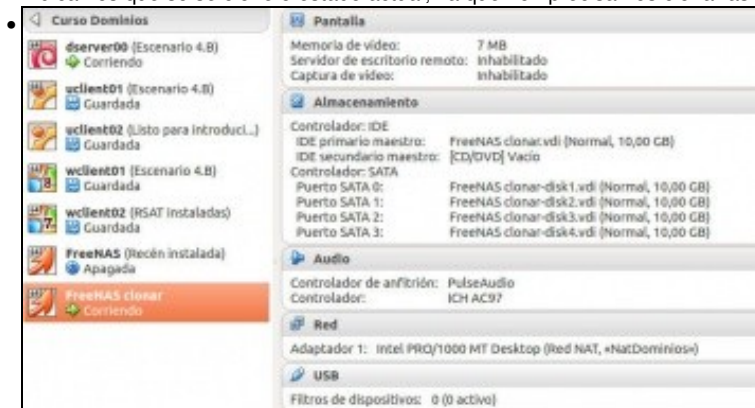 Curso Dominios
dserver00 (Escenario 4.B)
Corriendo
uclient01 (Escenario 4.B)
Guardada
uclient02 (Listo para introduci...)
Guardada
wclient01 (Escenario 4.B)
Guardada
wclient02 (RSAT instaladas)
Guardada
FreeNAS (Recén instalada)
Apagada
FreeNAS clonar
Corriendo
Pantalla
Memoria de vídeo: 7 MB
Servidor de escritorio remoto: Inhabilitado
Captura de vídeo: Inhabilitado
Almacenamiento
Controlador: IDE
IDE primario maestro: FreeNAS clonar.vdi (Normal, 10,00 GB)
IDE secundario maestro: [CD/DVD] Vacío
Controlador: SATA
Puerto SATA 0: FreeNAS clonar-disk1.vdi (Normal, 10,00 GB)
Puerto SATA 1: FreeNAS clonar-disk2.vdi (Normal, 10,00 GB)
Puerto SATA 2: FreeNAS clonar-disk3.vdi (Normal, 10,00 GB)
Puerto SATA 3: FreeNAS clonar-disk4.vdi (Normal, 10,00 GB)
Audio
Controlador de anfitrión: PulseAudio
Controlador: ICH AC97
Red
Adaptador 1: Intel PRO/1000 MT Desktop (Red NAT, «NatDominios»)
USB
Filtros de dispositivos: 0 (0 activo)